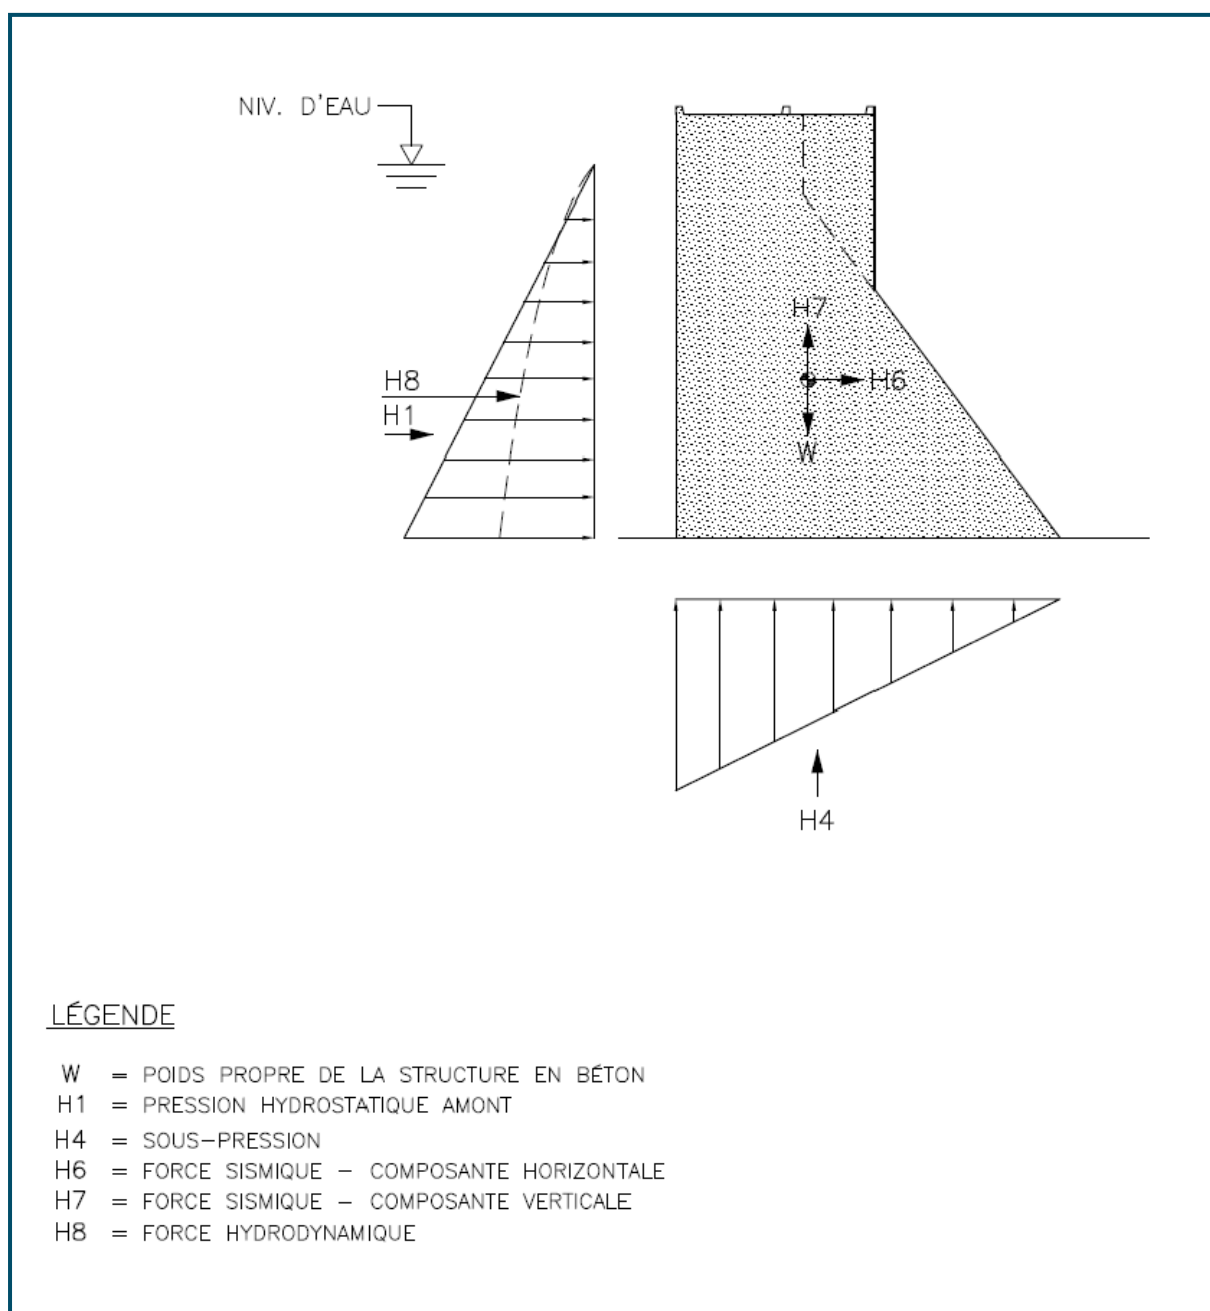 NIV. D'EAU
H7
H8
H6
H1
W
H4
LÉGENDE
W = POIDS PROPRE DE LA STRUCTURE EN BÉTON
H1 = PRESSION HYDROSTATIQUE AMONT
H4 = SOUS-PRESSION
H6 = FORCE SISMIQUE - COMPOSANTE HORIZONTALE
H7 = FORCE SISMIQUE - COMPOSANTE VERTICALE
H8 = FORCE HYDRODYNAMIQUE